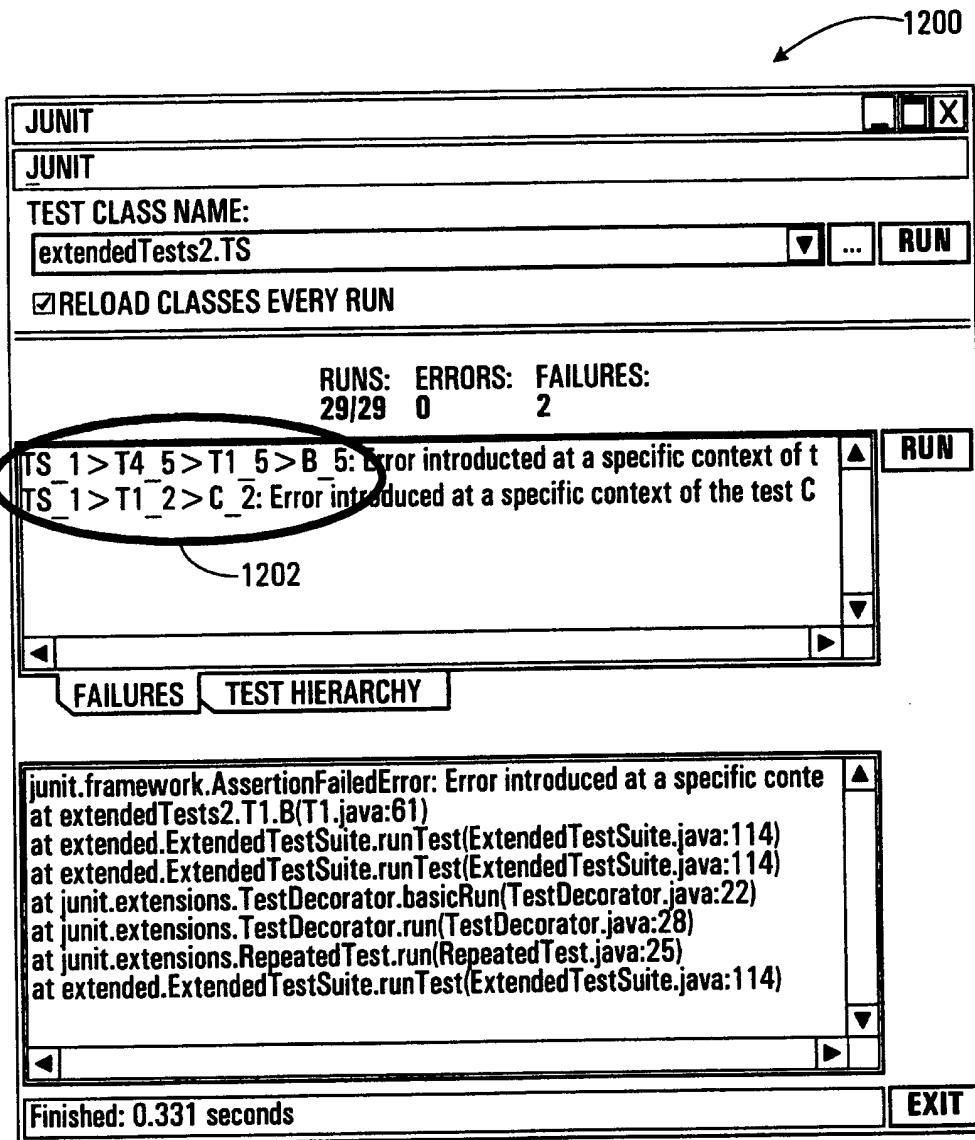 1200
JUNIT
JUNIT
TEST CLASS NAME:
extendedTests2.TS
... RUN
RELOAD CLASSES EVERY RUN
RUNS: ERRORS: FAILURES:
29/29 0 2
TS_1>T4_5>T1_5>B_5: Error introducted at a specific context of t
RUN
TS_1>T1_2>C_2: Error introduced at a specific context of the test C
1202
FAILURES TEST HIERARCHY
junit.framework.AssertionFailedError: Error introduced at a specific conte
at extendedTests2.T1.B(T1.java:61)
at extended.ExtendedTestSuite.runTest(ExtendedTestSuite.java:114)
at extended.ExtendedTestSuite.runTest(ExtendedTestSuite.java:114)
at junit.extensions.TestDecorator.basicRun(TestDecorator.java:22)
at junit.extensions.TestDecorator.run(TestDecorator.java:28)
at junit.extensions.RepeatedTest.run(RepeatedTest.java:25)
at extended.ExtendedTestSuite.runTest(ExtendedTestSuite.java:114)
Finished: 0.331 seconds
EXIT